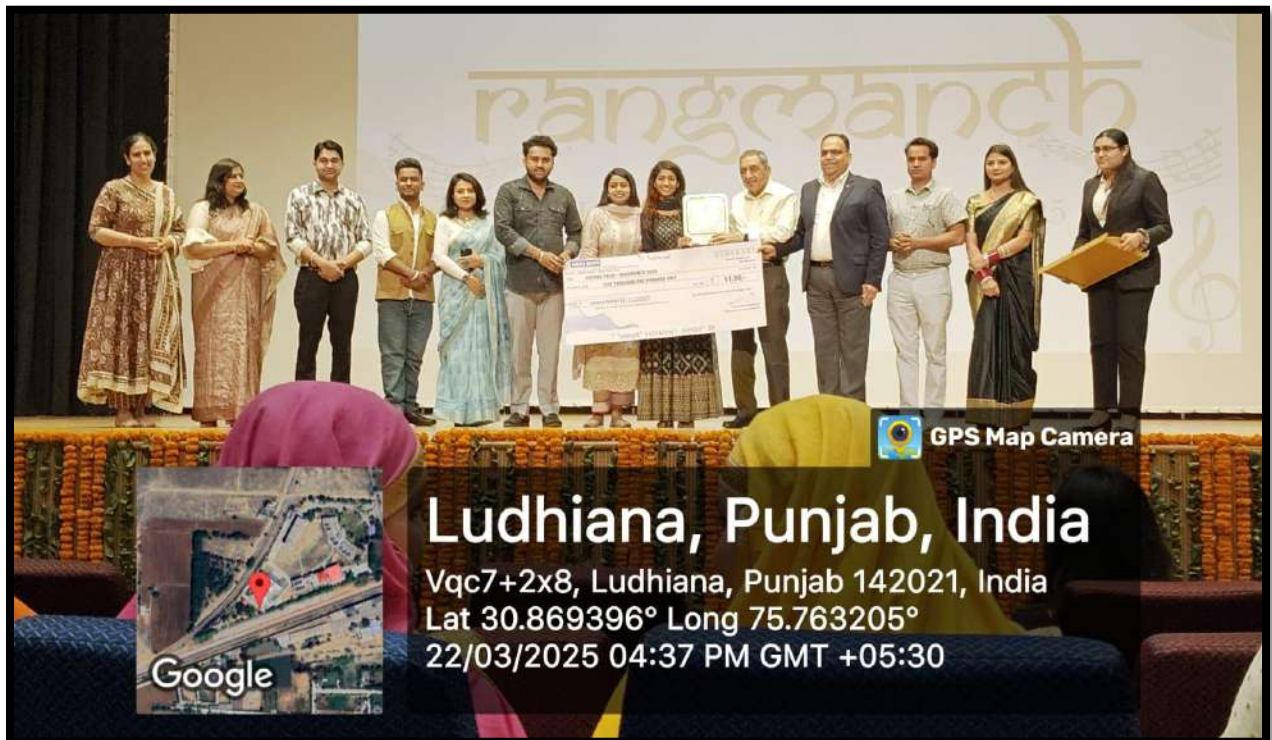 rangmanch
GPS Map Camera
Ludhiana, Punjab, India
Vqc7+2x8, Ludhiana, Punjab 142021, India
Lat 30.869396° Long 75.763205°
22/03/2025 04:37 PM GMT +05:30
Google